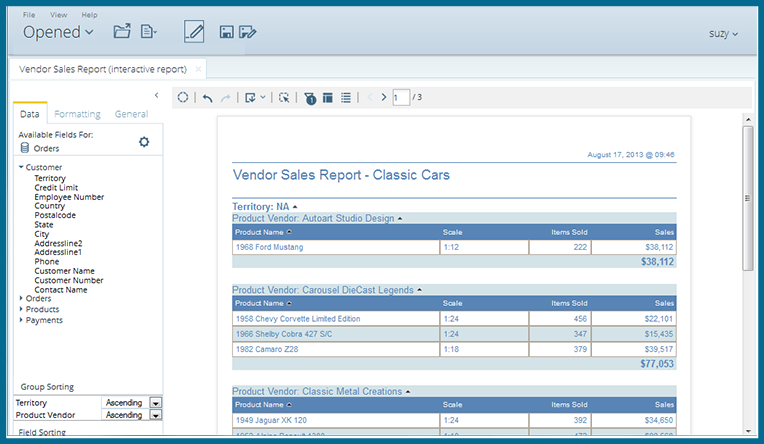 File View Help
Opened
suzy
Vendor Sales Report (interactive report) ×
1 / 3
Data Formatting General
Available Fields For:
Orders
Customer
Territory
Credit Limit
Employee Number
Country
Postalcode
State
City
Addressline2
Addressline1
Phone
Customer Name
Customer Number
Contact Name
Orders
Products
Payments
Group Sorting
Territory Ascending
Product Vendor Ascending
Field Sorting
August 17, 2013 @ 09:46
Vendor Sales Report - Classic Cars
Territory: NA
Product Vendor: Autoart Studio Design
Product Name Scale Items Sold Sales
1968 Ford Mustang 1:12 222 $38,112
$38,112
Product Vendor: Carousel DieCast Legends
Product Name Scale Items Sold Sales
1958 Chevy Corvette Limited Edition 1:24 456 $22,101
1966 Shelby Cobra 427 S/C 1:24 347 $15,435
1982 Camaro Z28 1:18 379 $39,517
$77,053
Product Vendor: Classic Metal Creations
Product Name Scale Items Sold Sales
1949 Jaguar XK 120 1:24 392 $34,650